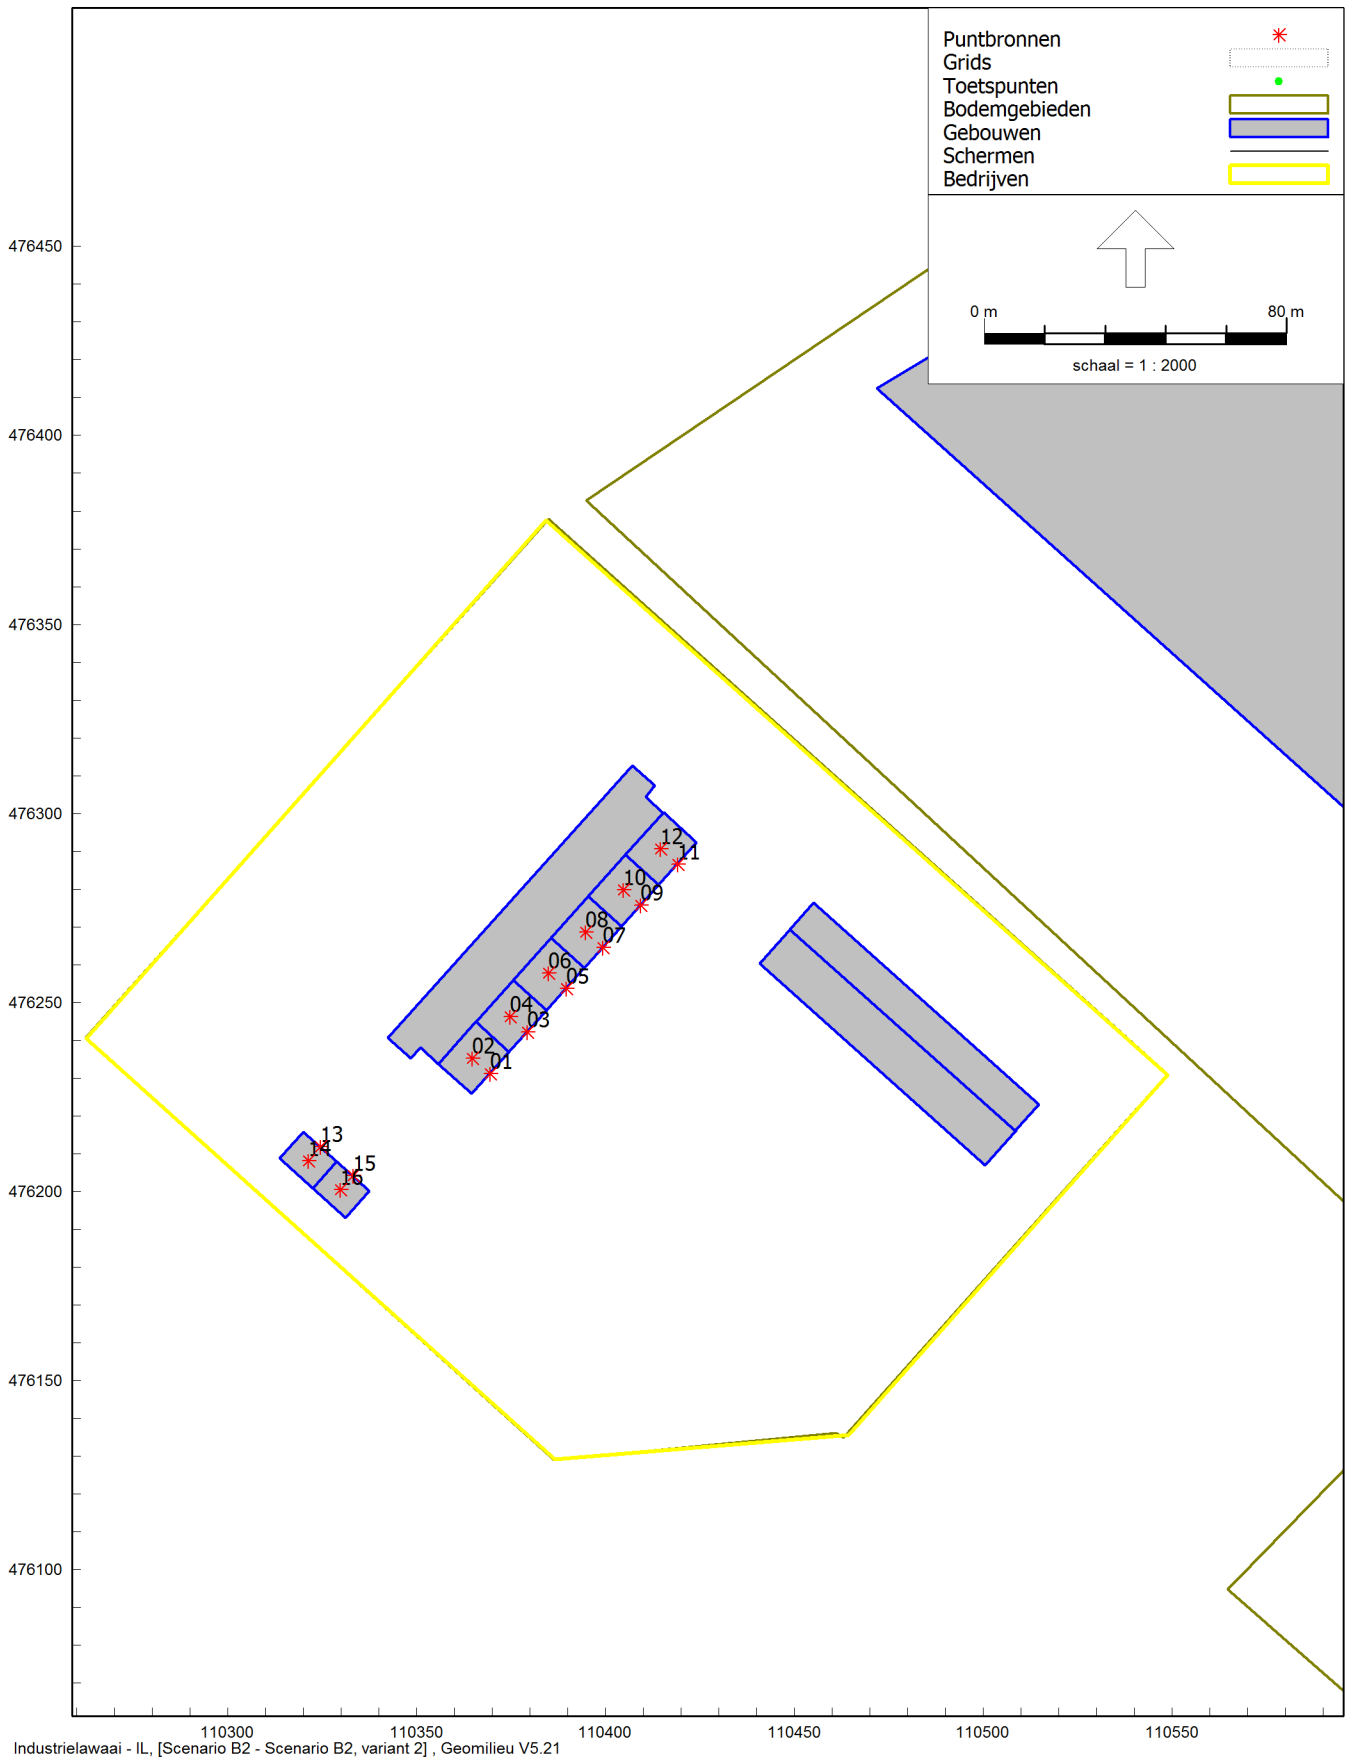 Puntbronnen
Grids
Toetspunten
Bodemgebieden
Gebouwen
Schermen
Bedrijven
0 m 80 m
schaal = 1 : 2000
476450
476400
476350
476300
476250
476200
476150
476100
12
11
10
09
08
07
06
05
04
03
02
01
13
14
15
16
110300 110350 110400 110450 110500 110550
Industrielawaai - IL, [Scenario B2 - Scenario B2, variant 2] , Geomilieu V5.21